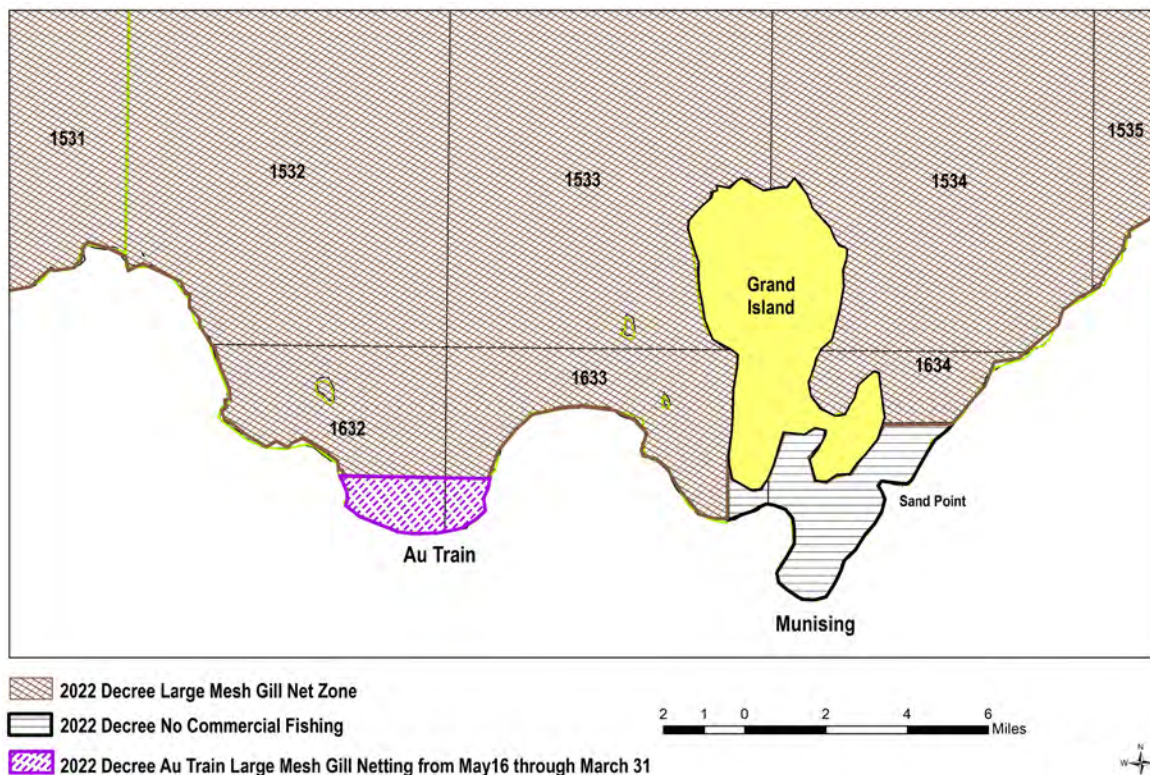 1531
1532
1533
1534
1535
Grand
Island
1632
1633
1634
Sand Point
Au Train
Munising
2022 Decree Large Mesh Gill Net Zone
2022 Decree No Commercial Fishing
2022 Decree Au Train Large Mesh Gill Netting from May16 through March 31
2 1 0 2 4 6
Miles
N
W